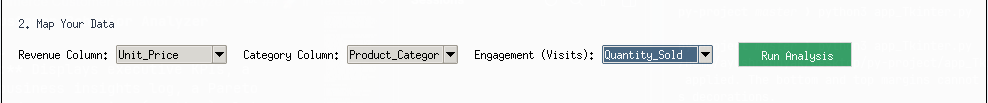 2. Map Your Data
Revenue Column: Unit_Price Category Column: Product_Categor Engagement (Visits): Quantity_Sold Run Analysis